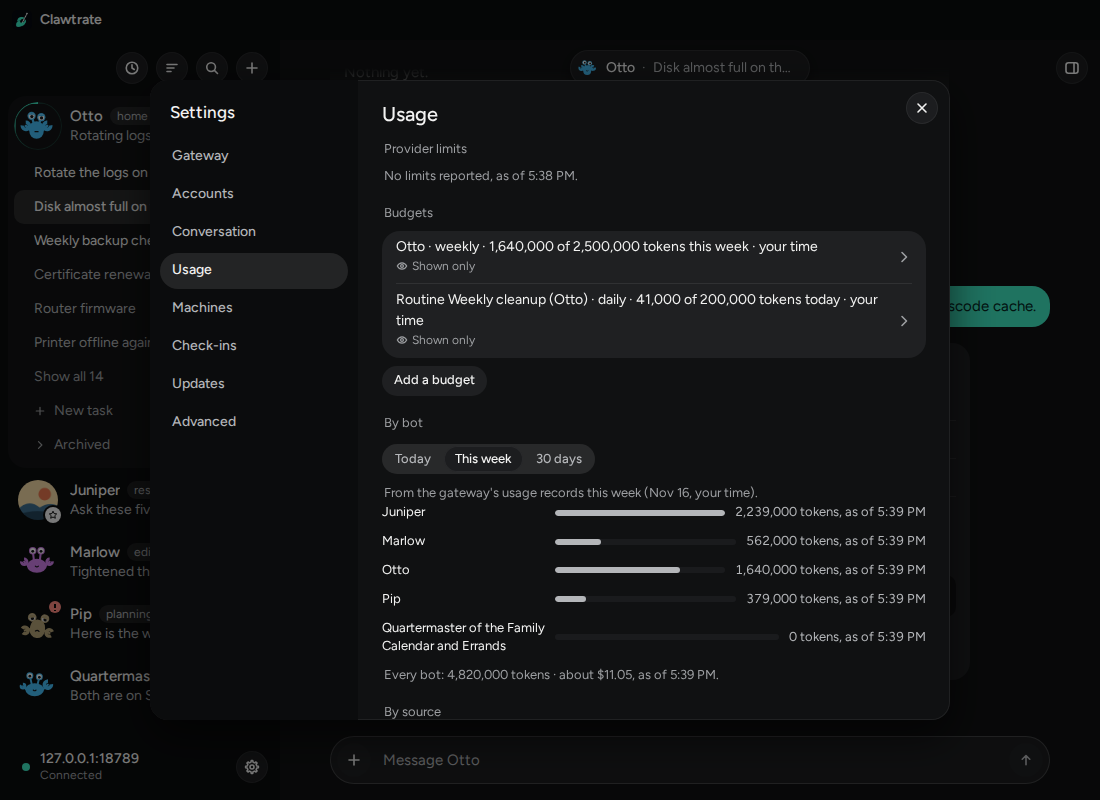 Clawtrate
Nothing yet.
Otto · Disk almost full on th...
Otto home
Rotating logs
Rotate the logs on
Disk almost full on
Weekly backup che
Certificate renewa
Router firmware
Printer offline again
Show all 14
+ New task
Archived
Juniper res
Ask these fiv
Marlow edi
Tightened th
Pip planning
Here is the w
Quartermas
Both are on S
127.0.0.1:18789
Connected
Settings
Gateway
Accounts
Conversation
Usage
Machines
Check-ins
Updates
Advanced
Usage
Provider limits
No limits reported, as of 5:38 PM.
Budgets
Otto · weekly · 1,640,000 of 2,500,000 tokens this week · your time
Shown only
Routine Weekly cleanup (Otto) · daily · 41,000 of 200,000 tokens today · your
time
Shown only
Add a budget
By bot
Today This week 30 days
From the gateway's usage records this week (Nov 16, your time).
Juniper 2,239,000 tokens, as of 5:39 PM
Marlow 562,000 tokens, as of 5:39 PM
Otto 1,640,000 tokens, as of 5:39 PM
Pip 379,000 tokens, as of 5:39 PM
Quartermaster of the Family
Calendar and Errands 0 tokens, as of 5:39 PM
Every bot: 4,820,000 tokens · about $11.05, as of 5:39 PM.
By source
scode cache.
Message Otto